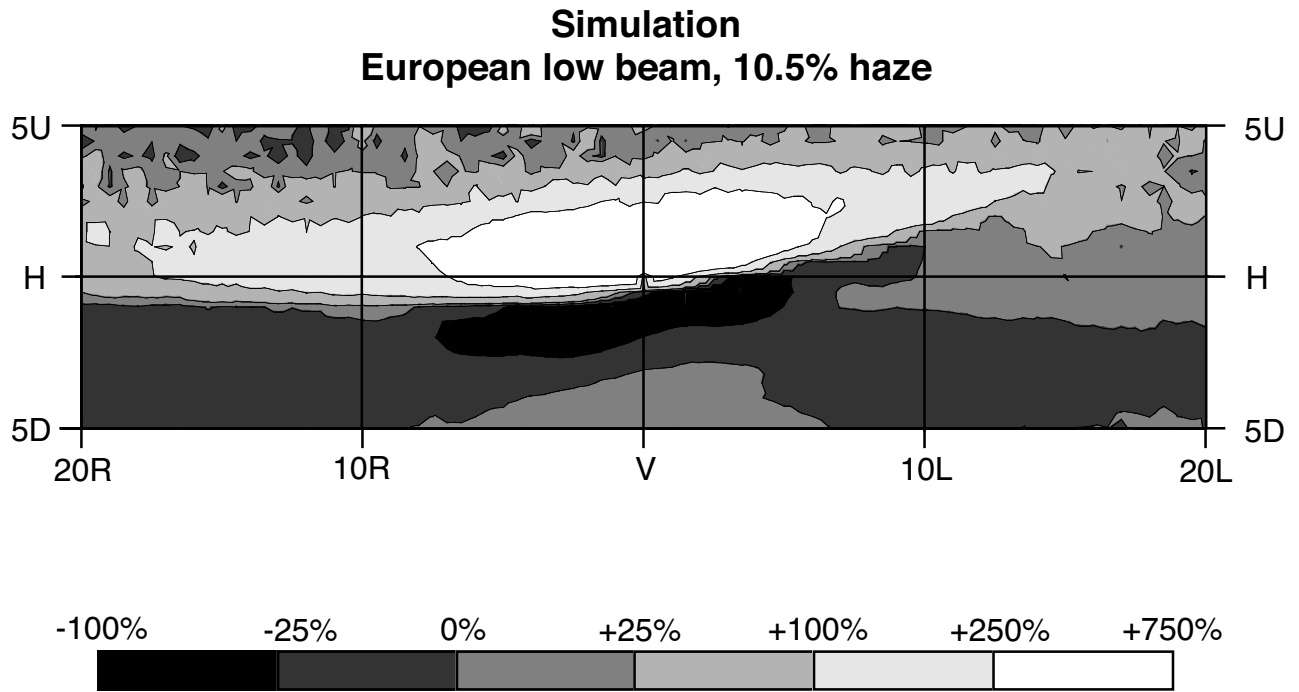 Simulation
European low beam, 10.5% haze
5U 5U
H H
5D 5D
20R 10R V 10L 20L
-100% -25% 0% +25% +100% +250% +750%